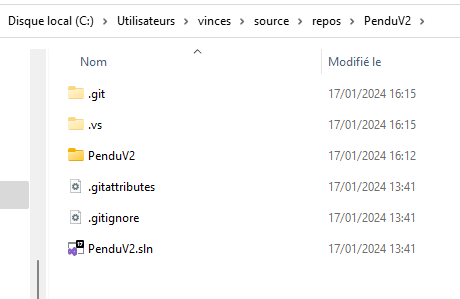 Disque local (C:) > Utilisateurs > vinces > source > repos > PenduV2 >
Nom Modifié le
.git 17/01/2024 16:15
.vs 17/01/2024 16:15
PenduV2 17/01/2024 16:12
.gitattributes 17/01/2024 13:41
.gitignore 17/01/2024 13:41
PenduV2.sln 17/01/2024 13:41